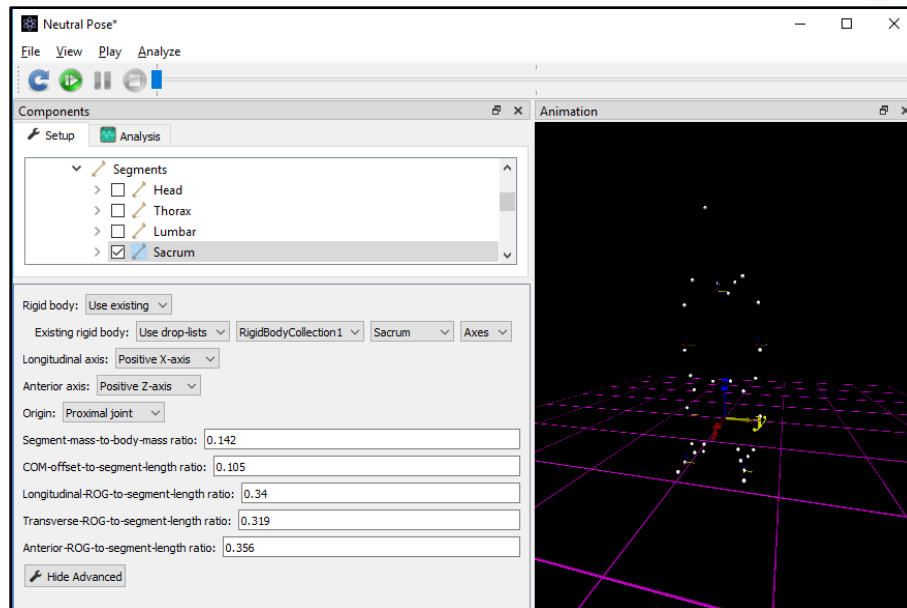 Neutral Pose*
File View Play Analyze
Components
Animation
Setup Analysis
Segments
Head
Thorax
Lumbar
Sacrum
Rigid body: Use existing
Existing rigid body: Use drop-lists RigidBodyCollection1 Sacrum Axes
Longitudinal axis: Positive X-axis
Anterior axis: Positive Z-axis
Origin: Proximal joint
Segment-mass-to-body-mass ratio: 0.142
COM-offset-to-segment-length ratio: 0.105
Longitudinal-ROG-to-segment-length ratio: 0.34
Transverse-ROG-to-segment-length ratio: 0.319
Anterior-ROG-to-segment-length ratio: 0.356
Hide Advanced